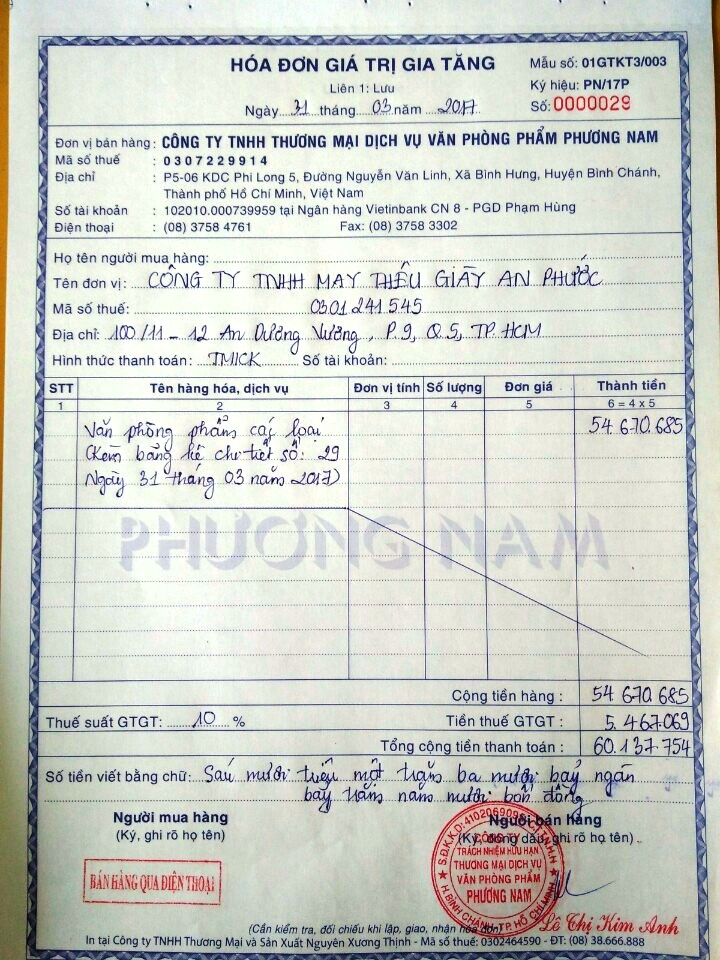 HÓA ĐƠN GIÁ TRỊ GIA TĂNG
Mẫu số: 01GTKT3/003
Liên 1: Lưu
Ký hiệu: PN/17P
Ngày 31 tháng 03 năm 2017
Số: 0000029
Đơn vị bán hàng: CÔNG TY TNHH THƯƠNG MẠI DỊCH VỤ VĂN PHÒNG PHẨM PHƯƠNG NAM
Mã số thuế : 0307229914
Địa chỉ : P5-06 KDC Phi Long 5, Đường Nguyễn Văn Linh, Xã Bình Hưng, Huyện Bình Chánh,
Thành phố Hồ Chí Minh, Việt Nam
Số tài khoản : 102010.000739959 tại Ngân hàng Vietinbank CN 8 - PGD Phạm Hùng
Điện thoại : (08) 3758 4761 Fax: (08) 3758 3302
Họ tên người mua hàng:
Tên đơn vị: CÔNG TY TNHH MAY THÊU GIÀY AN PHƯỚC
Mã số thuế: 0301241545
Địa chỉ: 100/11-12 An Dương Vương, P.9, Q.5, TP.HCM
Hình thức thanh toán: TM/CK Số tài khoản:
STT Tên hàng hóa, dịch vụ Đơn vị tính Số lượng Đơn giá Thành tiền
1 2 3 4 5 6 = 4 x 5
Văn phòng phẩm các loại 54.670.685
(Kèm bảng kê chi tiết số: 29
Ngày 31 tháng 03 năm 2017)
PHƯƠNG NAM
Cộng tiền hàng : 54.670.685
Thuế suất GTGT: 10 % Tiền thuế GTGT : 5.467.069
Tổng cộng tiền thanh toán : 60.137.754
Số tiền viết bằng chữ: Sáu mươi triệu một trăm ba mươi bảy ngàn
bảy trăm năm mươi bốn đồng
Người mua hàng Người bán hàng
(Ký, ghi rõ họ tên) (Ký, đóng dấu, ghi rõ họ tên)
BÁN HÀNG QUA ĐIỆN THOẠI
CÔNG TY
TRÁCH NHIỆM HỮU HẠN
THƯƠNG MẠI DỊCH VỤ
VĂN PHÒNG PHẨM
PHƯƠNG NAM
Lê Thị Kim Anh
(Cần kiểm tra, đối chiếu khi lập, giao, nhận hóa đơn)
In tại Công ty TNHH Thương Mại và Sản Xuất Nguyên Xương Thịnh - Mã số thuế: 0302464590 - ĐT: (08) 38.666.888